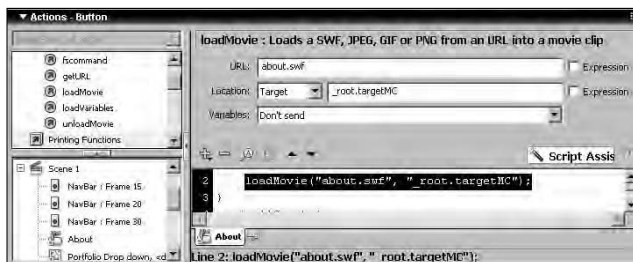 Actions - Button
fscommand
getURL
loadMovie
loadVariables
unloadMovie
Printing Functions
loadMovie : Loads a SWF, JPEG, GIF or PNG from an URL into a movie clip
URL: about.swf Expression
Location: Target _root.targetMC Expression
Variables: Don't send
Script Assis
2 loadMovie("about.swf", "_root.targetMC");
3 }
Scene 1
NavBar / Frame 15
NavBar / Frame 20
NavBar / Frame 30
About
Portfolio Drop down, <d
About
Line 2: loadMovie("about.swf", "_root.targetMC");